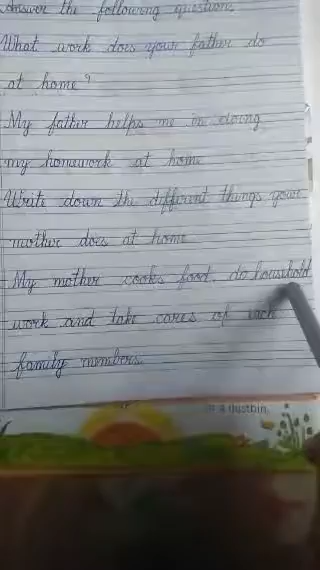 Answer the following question.
What work does your father do
at home?
My father helps me in doing
my homework at home
Write down the different things your
mother does at home
My mother cooks food, do household
work and take cares of each
family members.
in a dustbin.